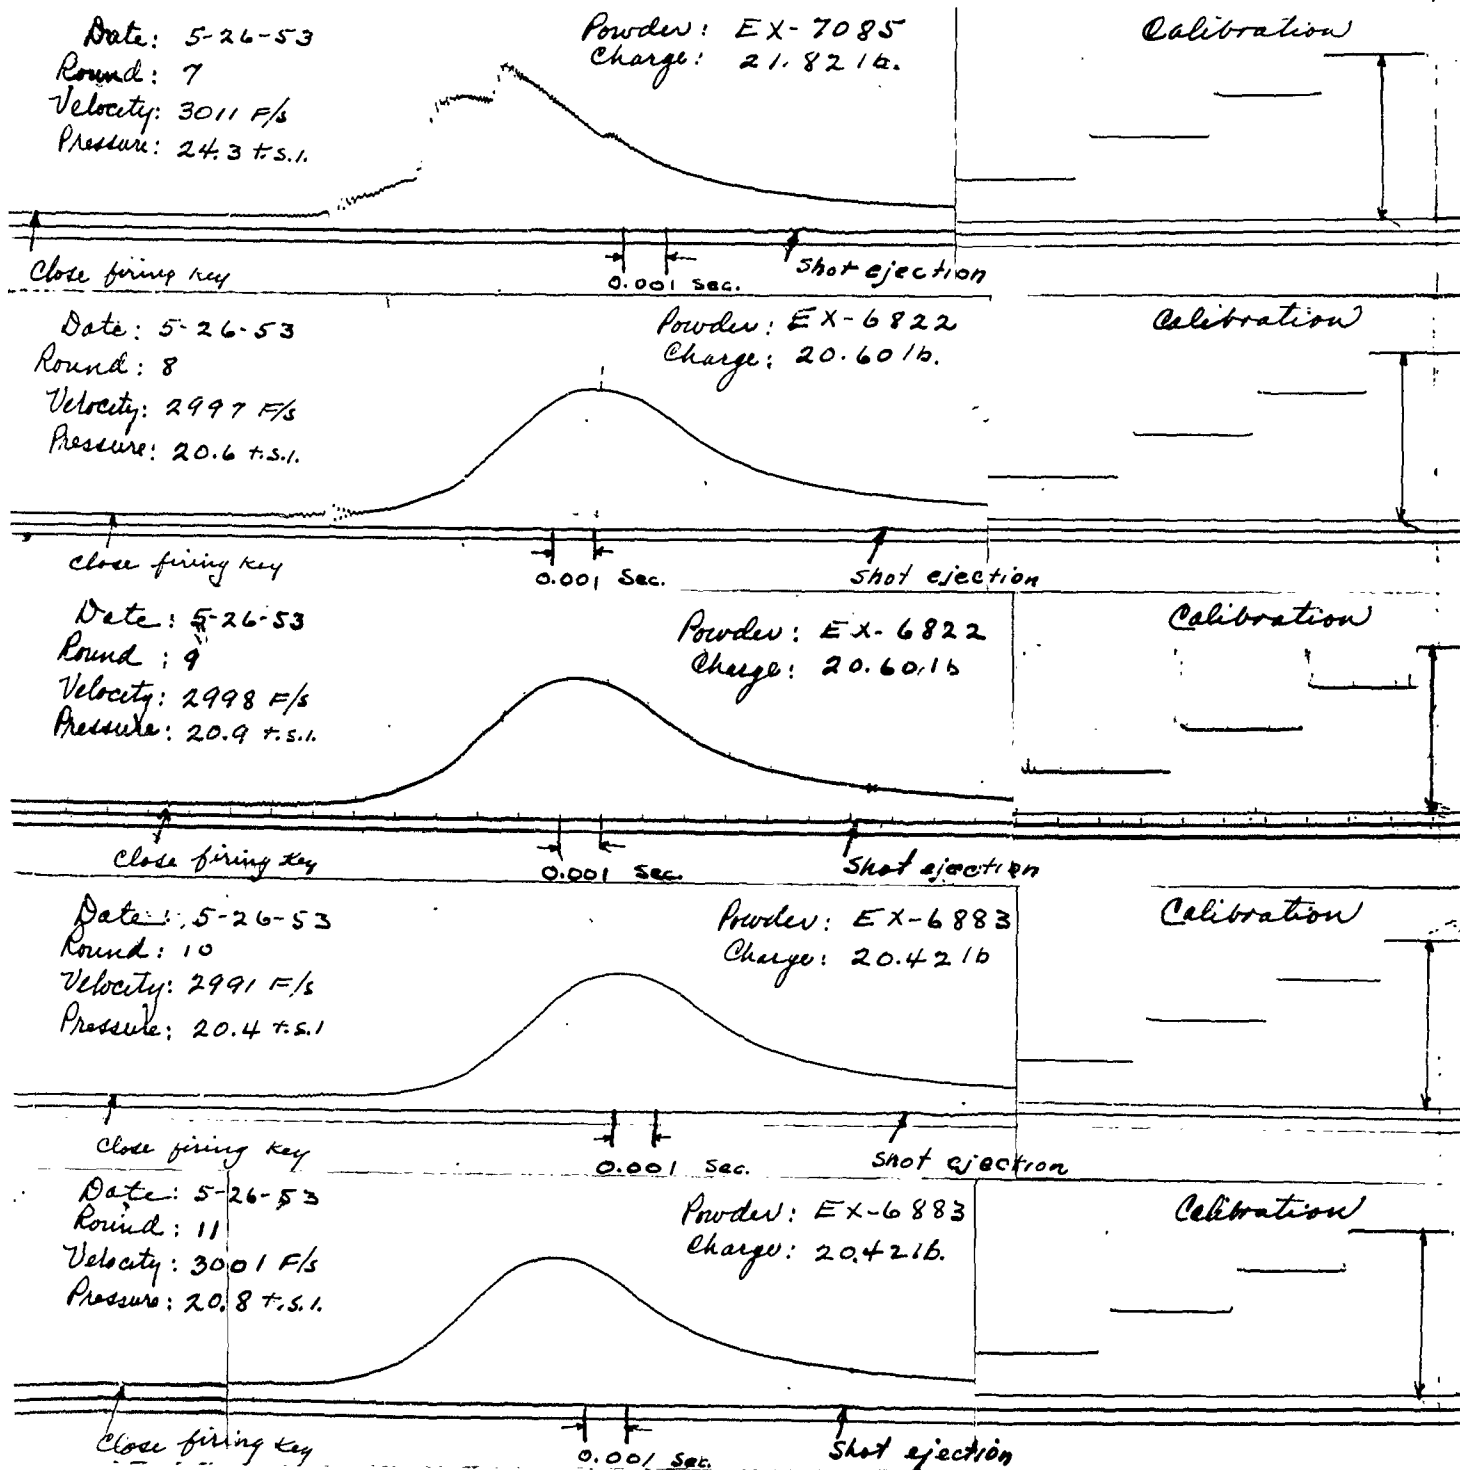 Date: 5-26-53
Round: 7
Velocity: 3011 F/s
Pressure: 24.3 t.s.i.
Powder: EX-7085
Charge: 21.82 lb.
Calibration
Close firing key
0.001 sec.
Shot ejection
Date: 5-26-53
Round: 8
Velocity: 2997 F/s
Pressure: 20.6 t.s.i.
Powder: EX-6822
Charge: 20.60 lb.
Calibration
Close firing key
0.001 Sec.
Shot ejection
Date: 5-26-53
Round: 9
Velocity: 2998 F/s
Pressure: 20.9 t.s.i.
Powder: EX-6822
Charge: 20.60 lb
Calibration
Close firing key
0.001 Sec.
Shot ejection
Date: 5-26-53
Round: 10
Velocity: 2991 F/s
Pressure: 20.4 t.s.i
Powder: EX-6883
Charge: 20.42 lb
Calibration
Close firing key
0.001 Sec.
Shot ejection
Date: 5-26-53
Round: 11
Velocity: 3001 F/s
Pressure: 20.8 t.s.i.
Powder: EX-6883
Charge: 20.42 lb.
Calibration
Close firing key
0.001 Sec.
Shot ejection